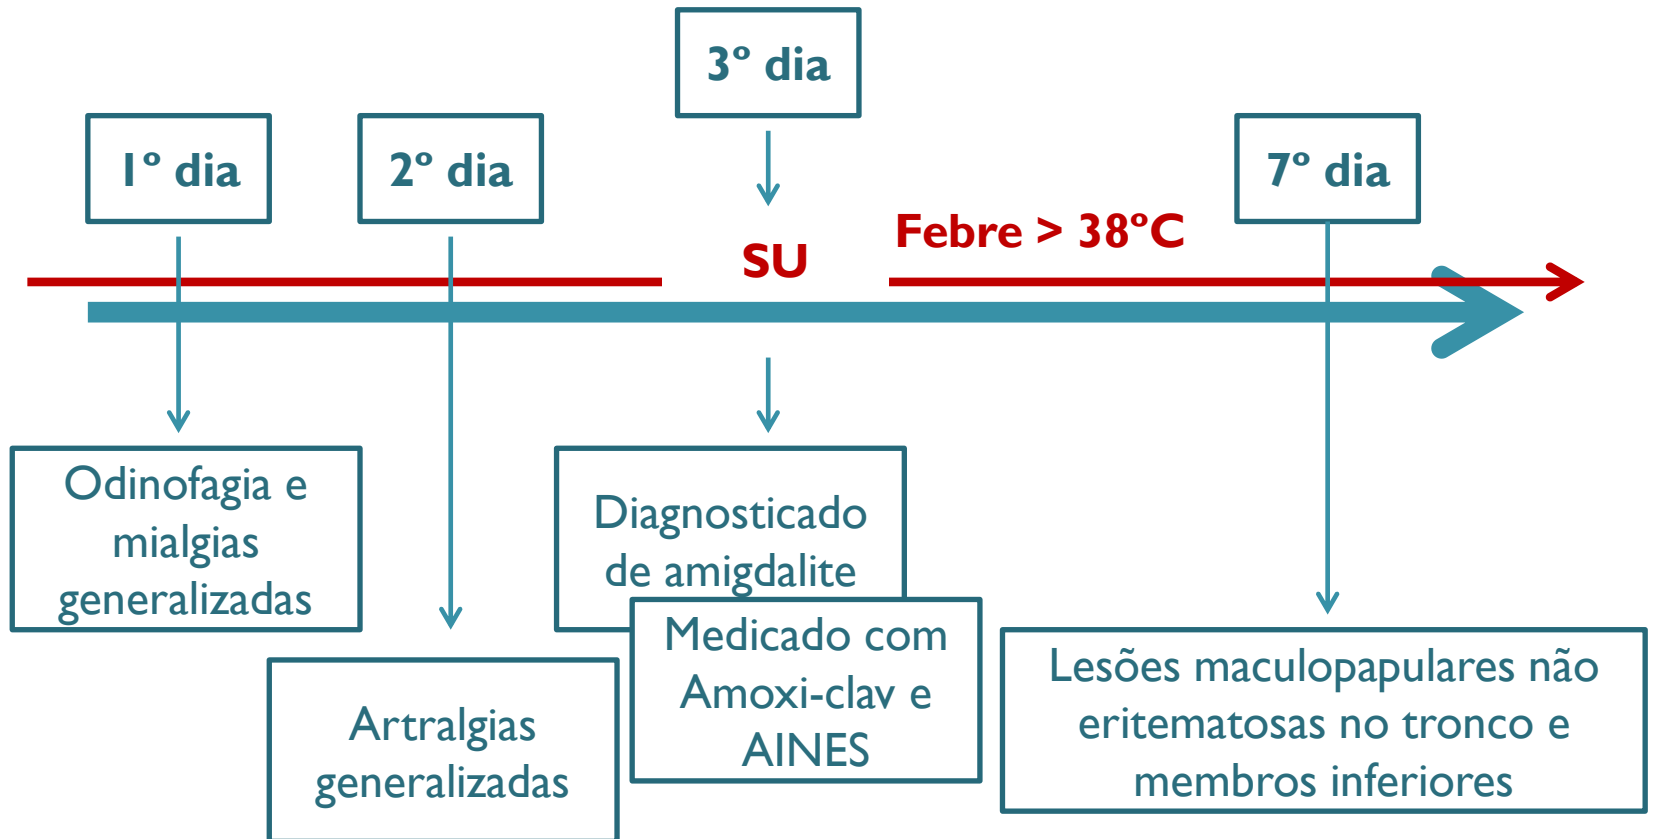 1º dia
Odinofagia e
mialgias
generalizadas
2º dia
Artralgias
generalizadas
3º dia
SU
Diagnosticado
de amigdalite
Medicado com
Amoxi-clav e
AINES
Febre > 38ºC
7º dia
Lesões maculopapulares não
eritematosas no tronco e
membros inferiores